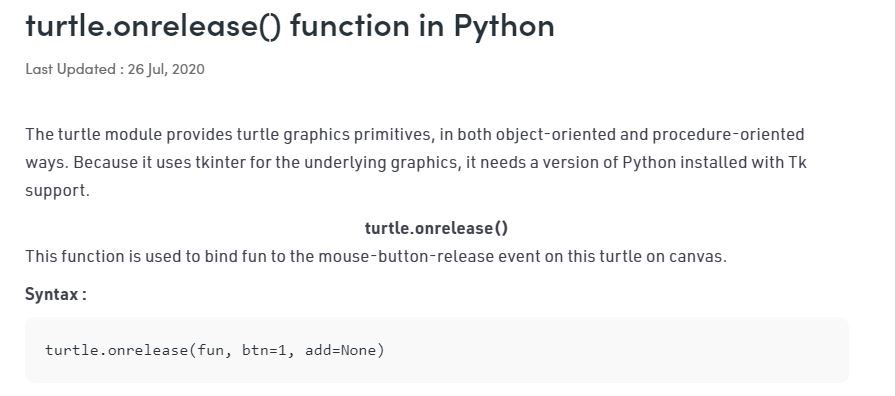 turtle.onrelease() function in Python
Last Updated : 26 Jul, 2020
The turtle module provides turtle graphics primitives, in both object-oriented and procedure-oriented
ways. Because it uses tkinter for the underlying graphics, it needs a version of Python installed with Tk
support.
turtle.onrelease()
This function is used to bind fun to the mouse-button-release event on this turtle on canvas.
Syntax :
turtle.onrelease(fun, btn=1, add=None)